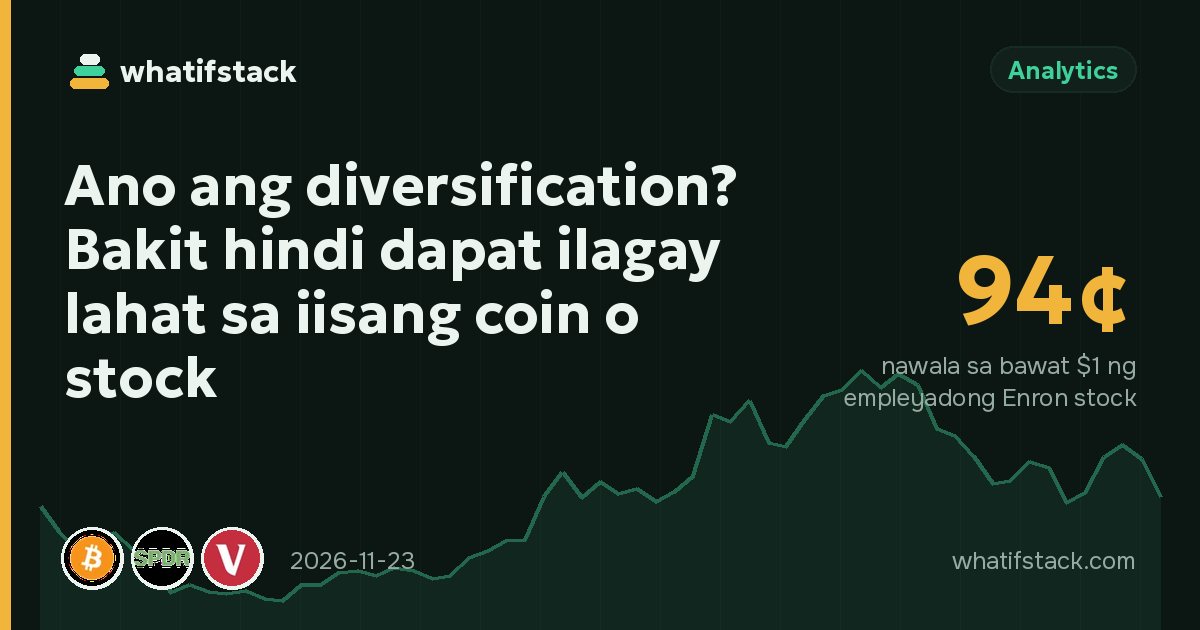 whatifstack
Analytics
Ano ang diversification?
Bakit hindi dapat ilagay
lahat sa iisang coin o
stock
94¢
nawala sa bawat $1 ng
empleyadong Enron stock
SPDR
V
2026-11-23
whatifstack.com